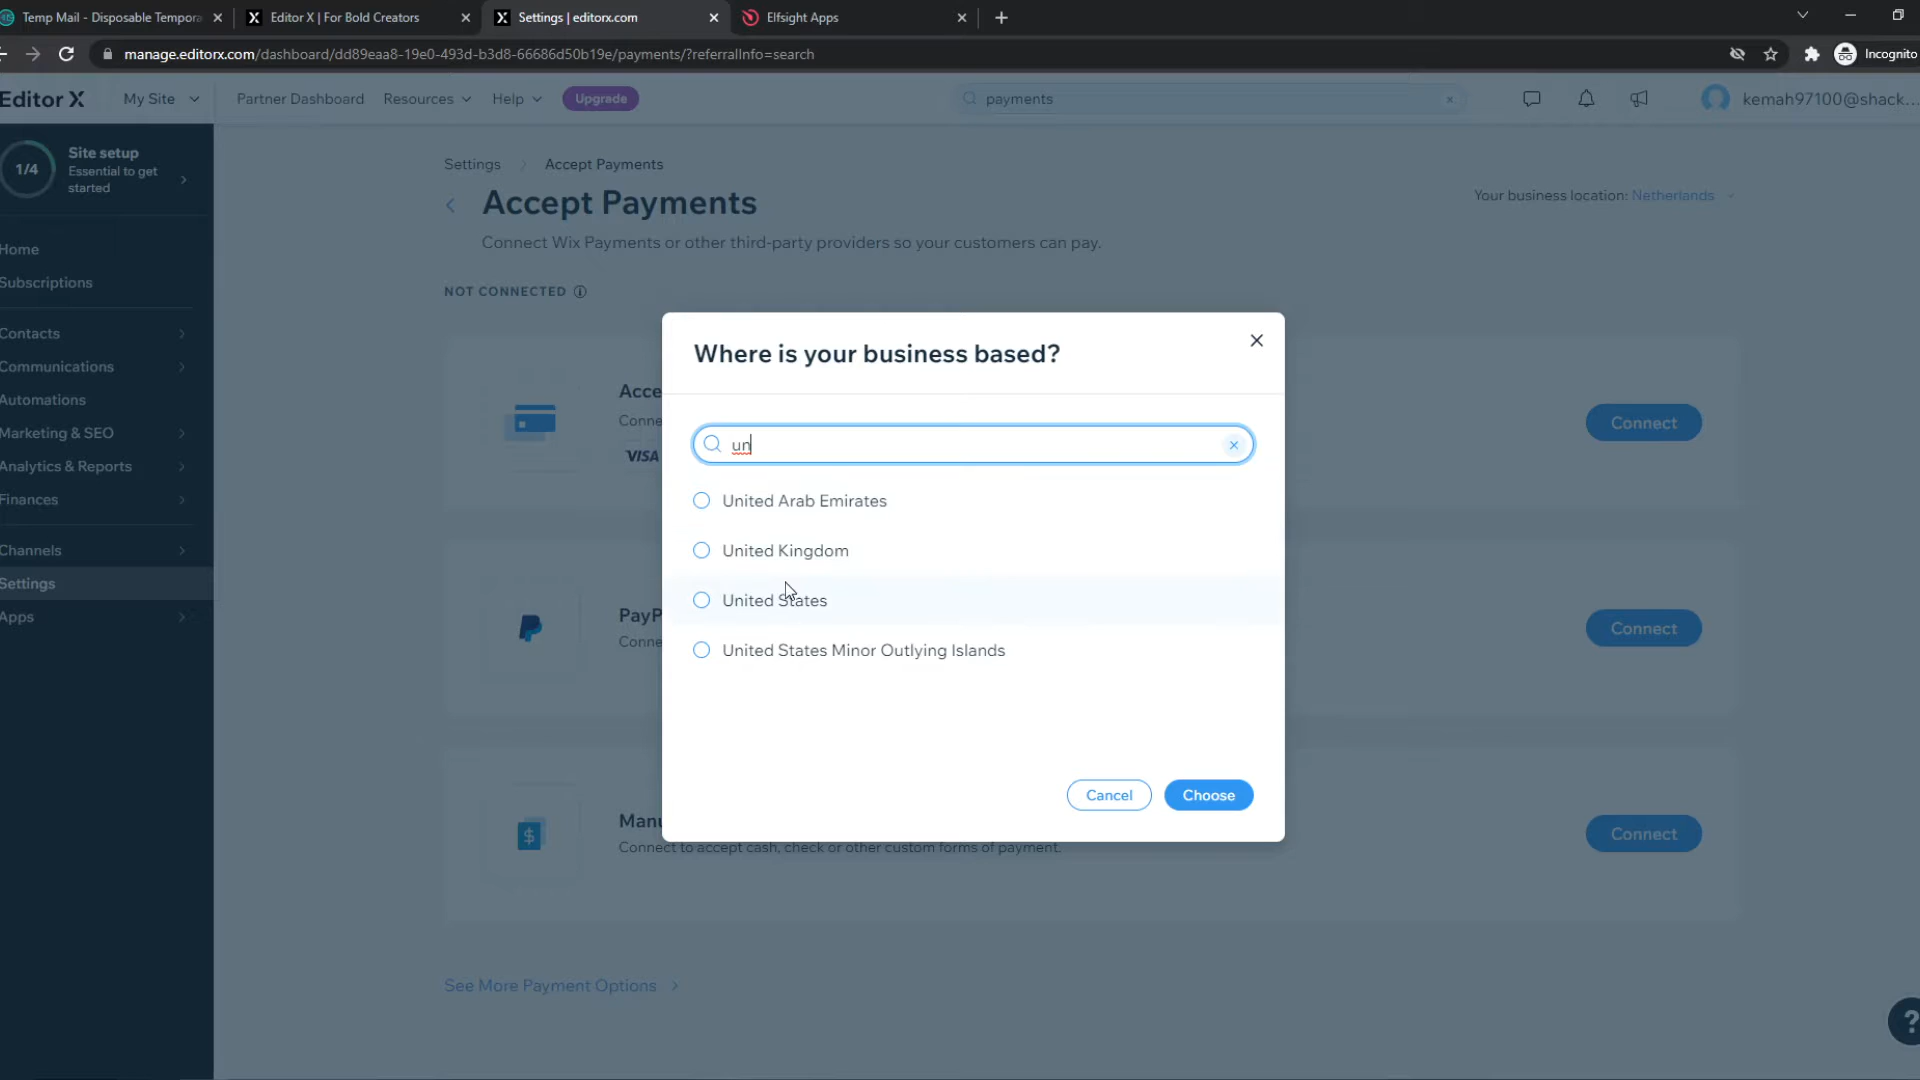 Temp Mail - Disposable Tempora
Editor X | For Bold Creators
Settings | editorx.com
Elfsight Apps
manage.editorx.com/dashboard/dd89eaa8-19e0-493d-b3d8-66686d50b19e/payments/?referralInfo=search
Incognito
Editor X
My Site
Partner Dashboard
Resources
Help
Upgrade
payments
kemah97100@shack...
1/4
Site setup
Essential to get
started
Home
Subscriptions
Contacts
Communications
Automations
Marketing & SEO
Analytics & Reports
Finances
Channels
Settings
Apps
Settings
Accept Payments
Accept Payments
Your business location: Netherlands
Connect Wix Payments or other third-party providers so your customers can pay.
NOT CONNECTED
Acce
Conne
VISA
Connect
PayP
Conne
Connect
Manu
Connect to accept cash, check or other custom forms of payment.
Connect
See More Payment Options
Where is your business based?
un
United Arab Emirates
United Kingdom
United States
United States Minor Outlying Islands
Cancel
Choose
?